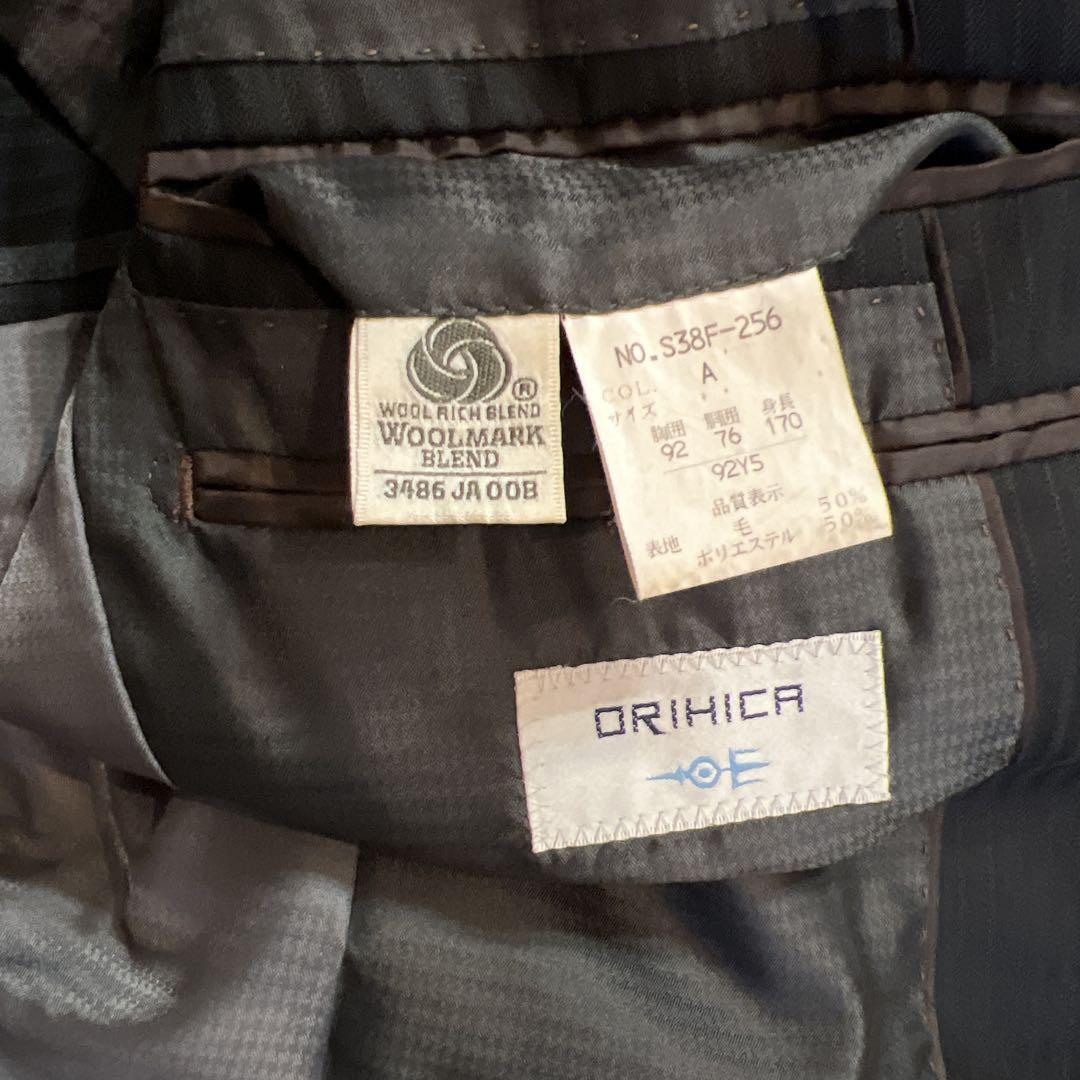 ®
WOOL RICH BLEND
WOOLMARK
BLEND
3486 JA 00B
NO.S38F-256
COL. A
サイズ 胸囲 胴囲 身長
92 76 170
92Y5
品質表示
毛 50%
表地 ポリエステル 50%
ORIHICA